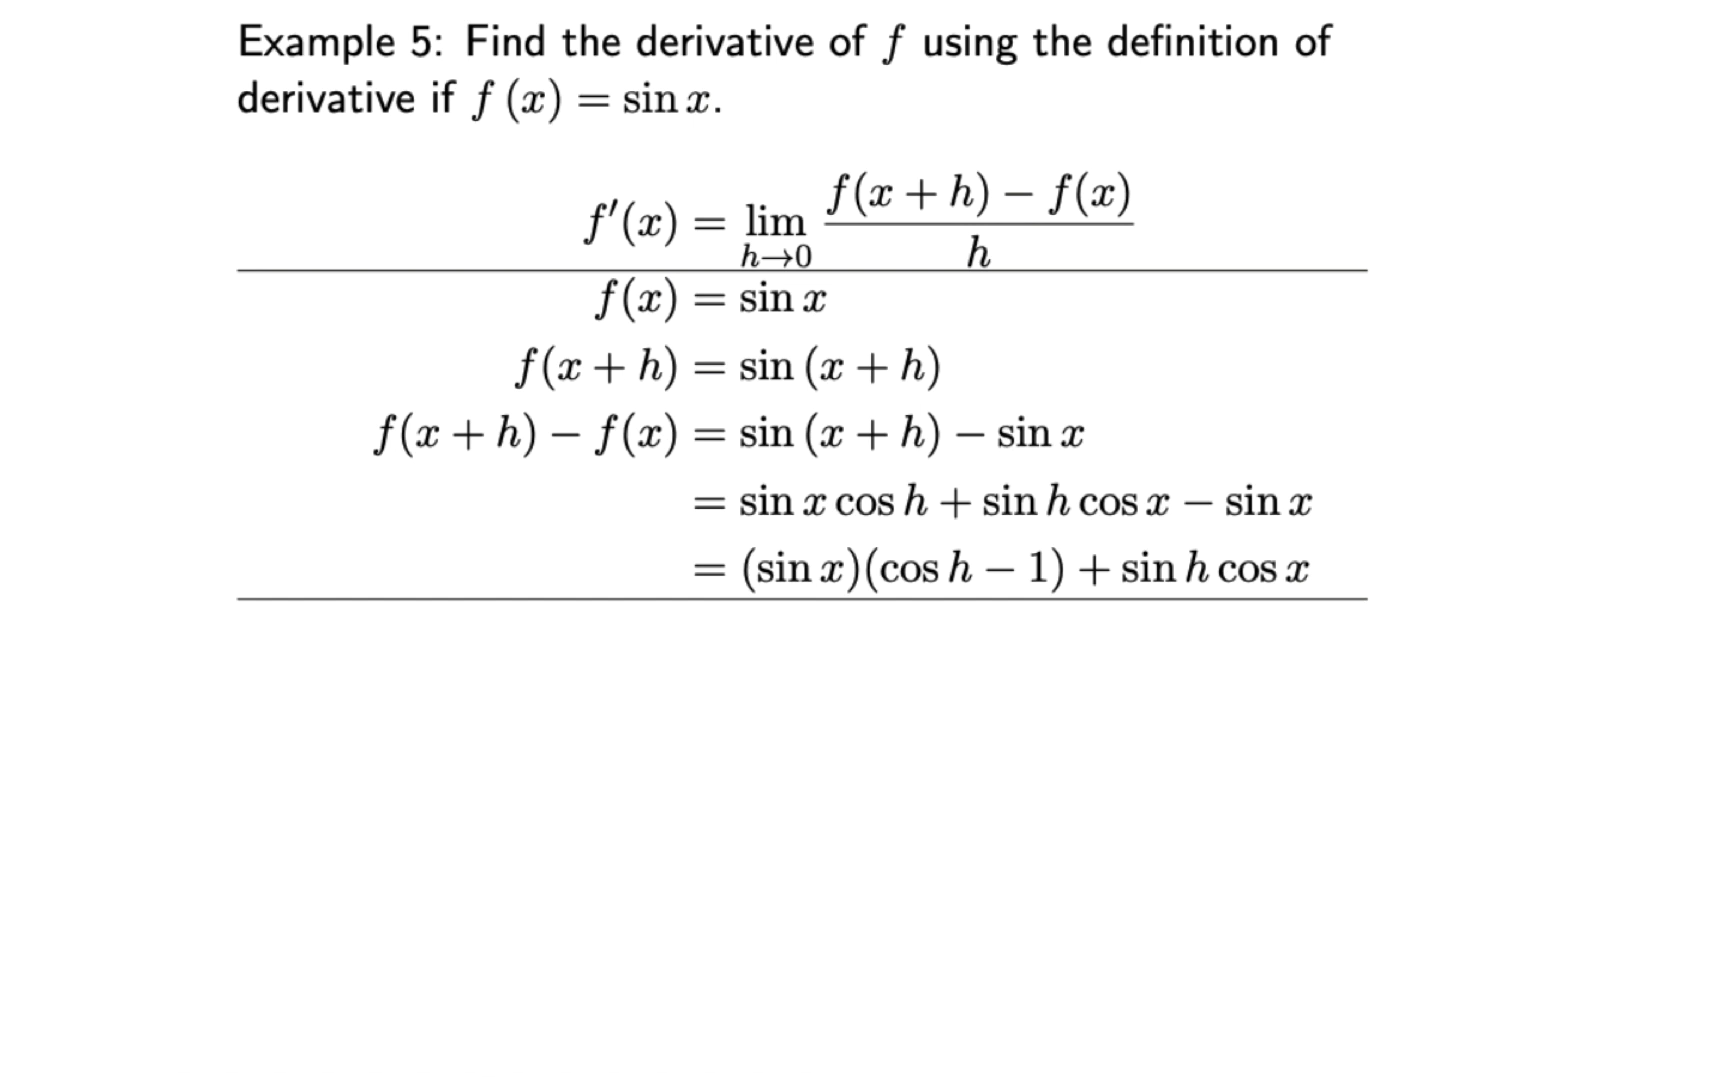 Example 5: Find the derivative of f using the definition of
derivative if f (x) = sin x.
f′(x) = lim h→0 f(x + h) − f(x) / h
f(x) = sin x
f(x + h) = sin (x + h)
f(x + h) − f(x) = sin (x + h) − sin x
= sin x cos h + sin h cos x − sin x
= (sin x)(cos h − 1) + sin h cos x